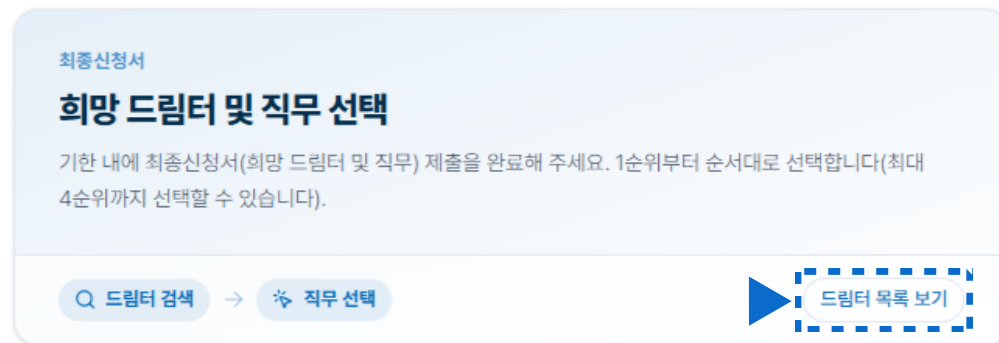 최종신청서
희망 드림터 및 직무 선택
기한 내에 최종신청서(희망 드림터 및 직무) 제출을 완료해 주세요. 1순위부터 순서대로 선택합니다(최대
4순위까지 선택할 수 있습니다).
드림터 검색 → 직무 선택 드림터 목록 보기